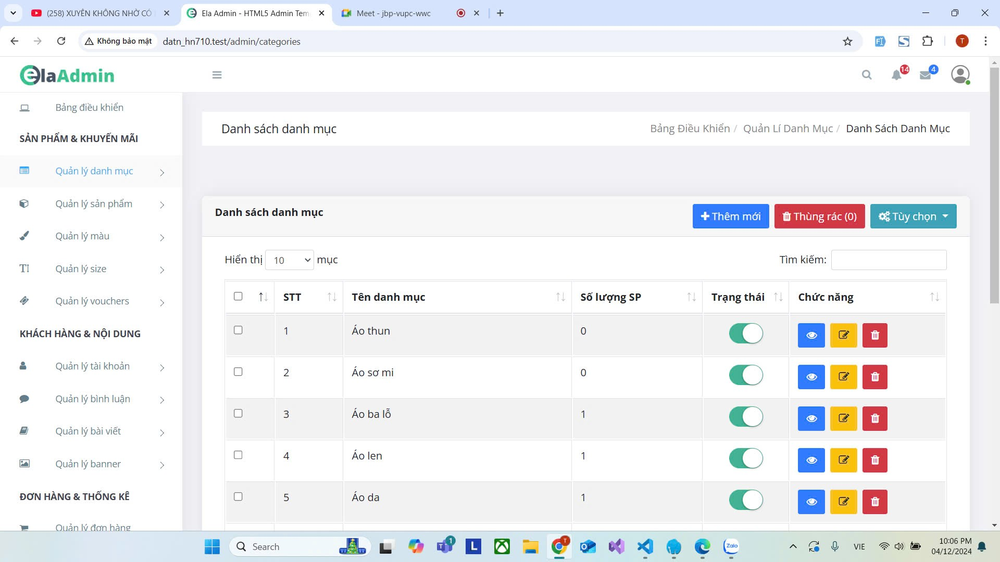 (258) XUYÊN KHÔNG NHỜ CÓ
Ela Admin - HTML5 Admin Tem
Meet - jbp-vupc-wwc
Không bảo mật
datn_hn710.test/admin/categories
T
ElaAdmin
14
4
Bảng điều khiển
SẢN PHẨM & KHUYẾN MÃI
Quản lý danh mục
Quản lý sản phẩm
Quản lý màu
Quản lý size
Quản lý vouchers
KHÁCH HÀNG & NỘI DUNG
Quản lý tài khoản
Quản lý bình luận
Quản lý bài viết
Quản lý banner
ĐƠN HÀNG & THỐNG KÊ
Quản lý đơn hàng
Danh sách danh mục
Bảng Điều Khiển / Quản Lí Danh Mục / Danh Sách Danh Mục
Danh sách danh mục
Thêm mới
Thùng rác (0)
Tùy chọn
Hiển thị 10 mục
Tìm kiếm:
STT Tên danh mục Số lượng SP Trạng thái Chức năng
1 Áo thun 0
2 Áo sơ mi 0
3 Áo ba lỗ 1
4 Áo len 1
5 Áo da 1
Search
1
L
T
Zalo
VIE
10:06 PM
04/12/2024